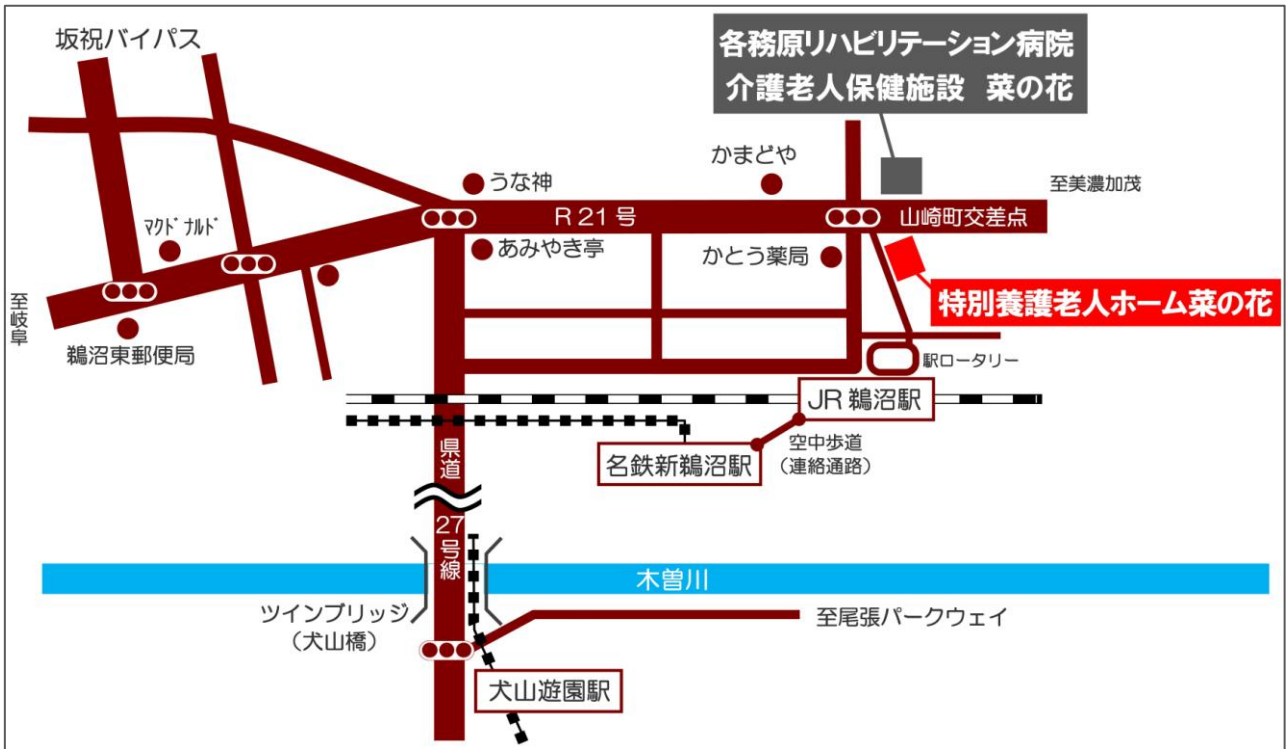 坂祝バイパス
各務原リハビリテーション病院
介護老人保健施設 菜の花
かまどや
うな神
至美濃加茂
R 21号
山崎町交差点
マクドナルド
あみやき亭
かとう薬局
至岐阜
特別養護老人ホーム菜の花
鵜沼東郵便局
駅ロータリー
JR 鵜沼駅
県道
27号線
名鉄新鵜沼駅
空中歩道
（連絡通路）
木曽川
ツインブリッジ
（犬山橋）
至尾張パークウェイ
犬山遊園駅